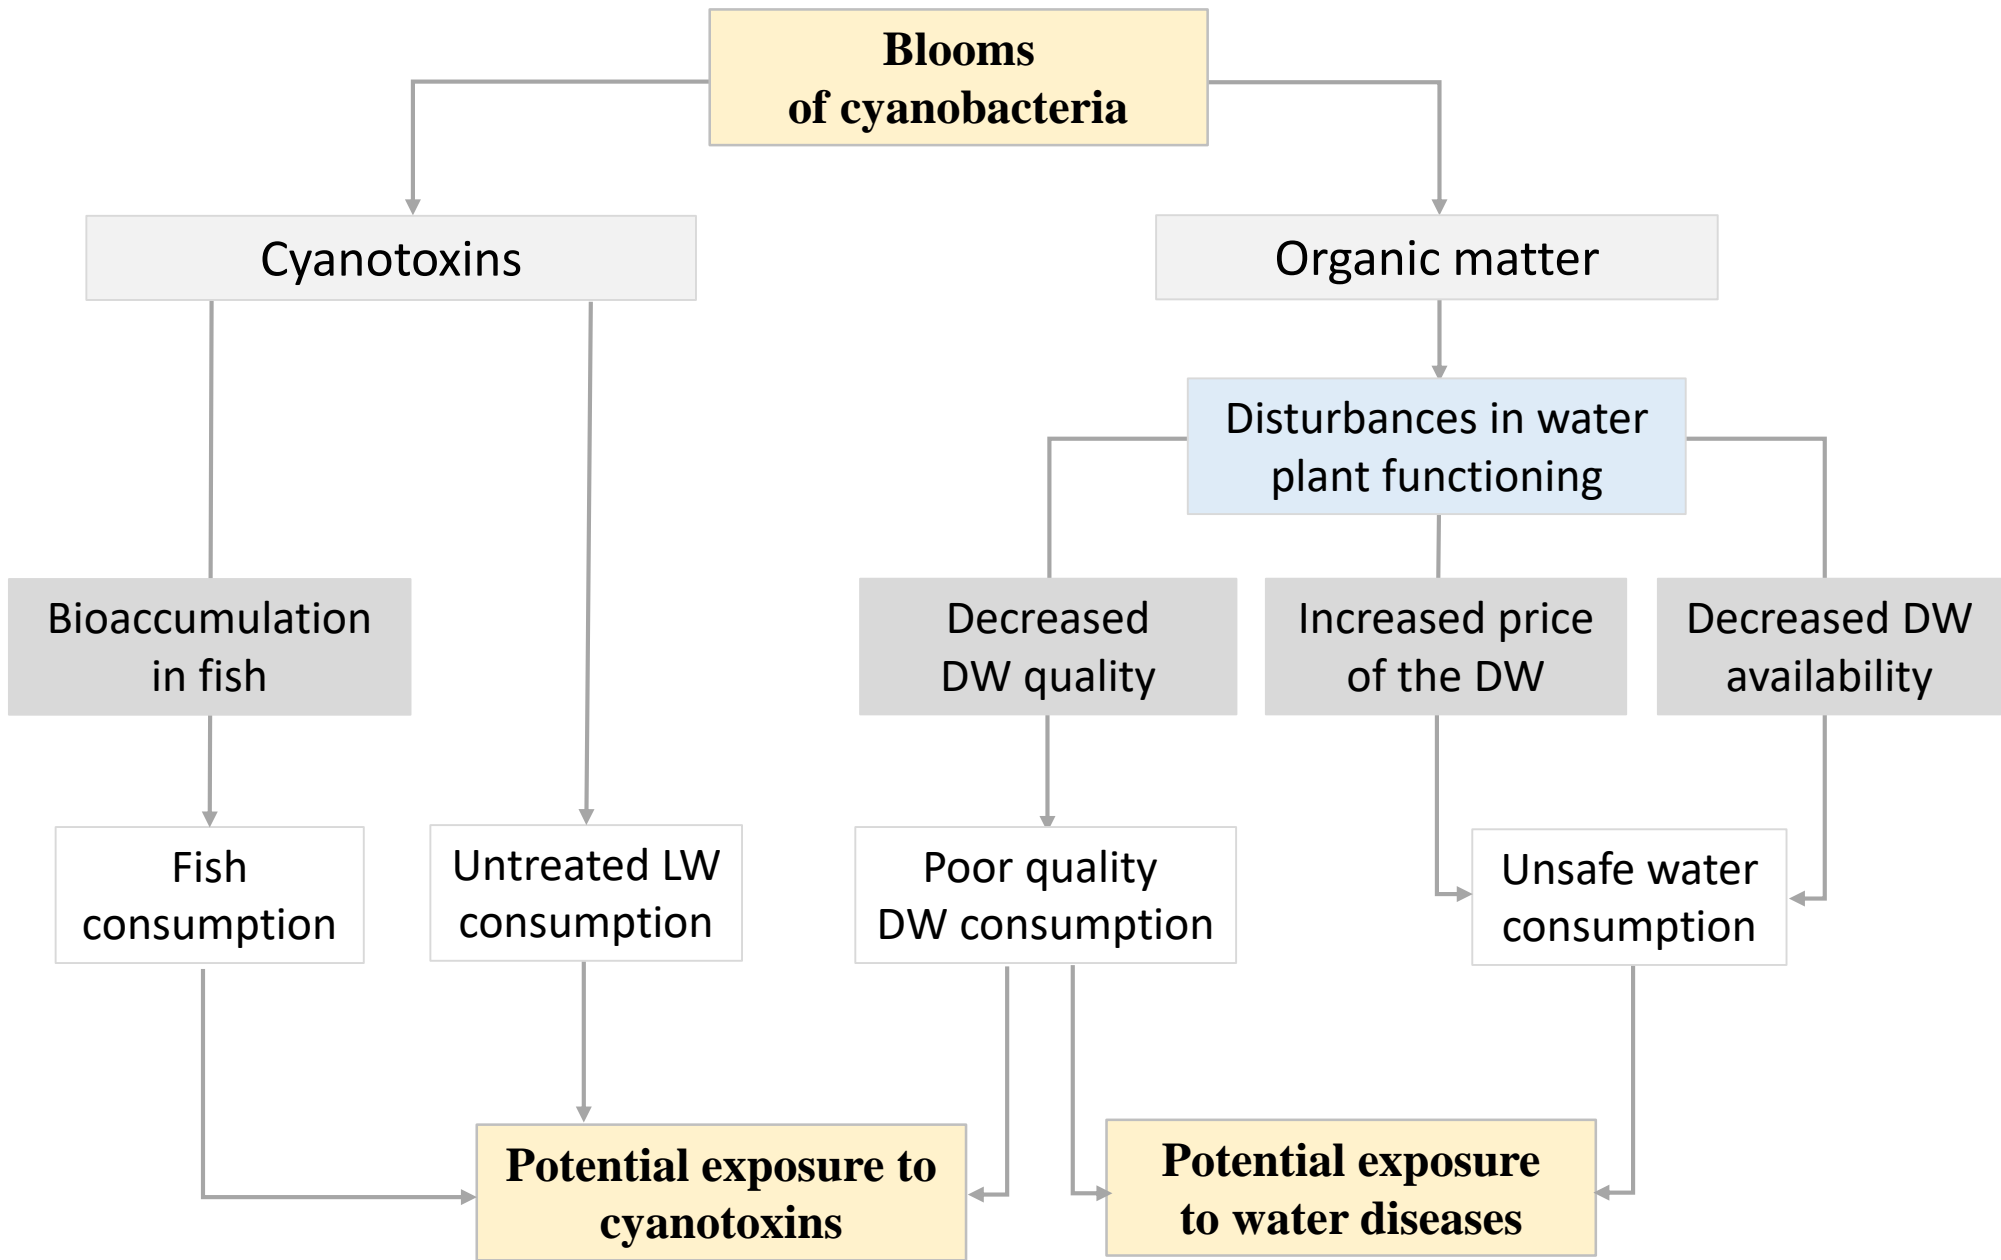 Blooms
of cyanobacteria
Cyanotoxins
Organic matter
Disturbances in water
plant functioning
Bioaccumulation
in fish
Decreased
DW quality
Increased price
of the DW
Decreased DW
availability
Fish
consumption
Untreated LW
consumption
Poor quality
DW consumption
Unsafe water
consumption
Potential exposure to
cyanotoxins
Potential exposure
to water diseases